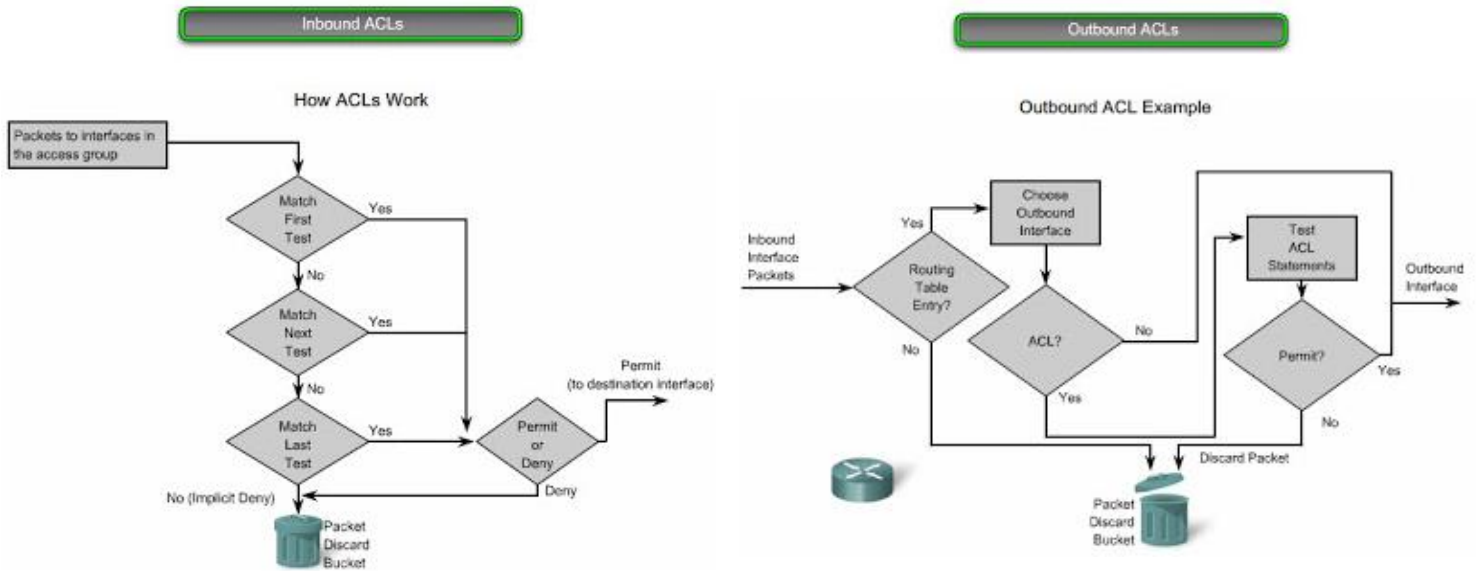 Inbound ACLs
How ACLs Work
Packets to interfaces in
the access group
Match
First
Test
Yes
No
Match
Next
Test
Yes
No
Match
Last
Test
Yes
Permit
or
Deny
Permit
(to destination interface)
Deny
No (Implicit Deny)
Packet
Discard
Bucket
Outbound ACLs
Outbound ACL Example
Inbound
Interface
Packets
Routing
Table
Entry?
Yes
No
Choose
Outbound
Interface
ACL?
No
Yes
Test
ACL
Statements
Permit?
Yes
No
Outbound
Interface
Discard Packet
Packet
Discard
Bucket